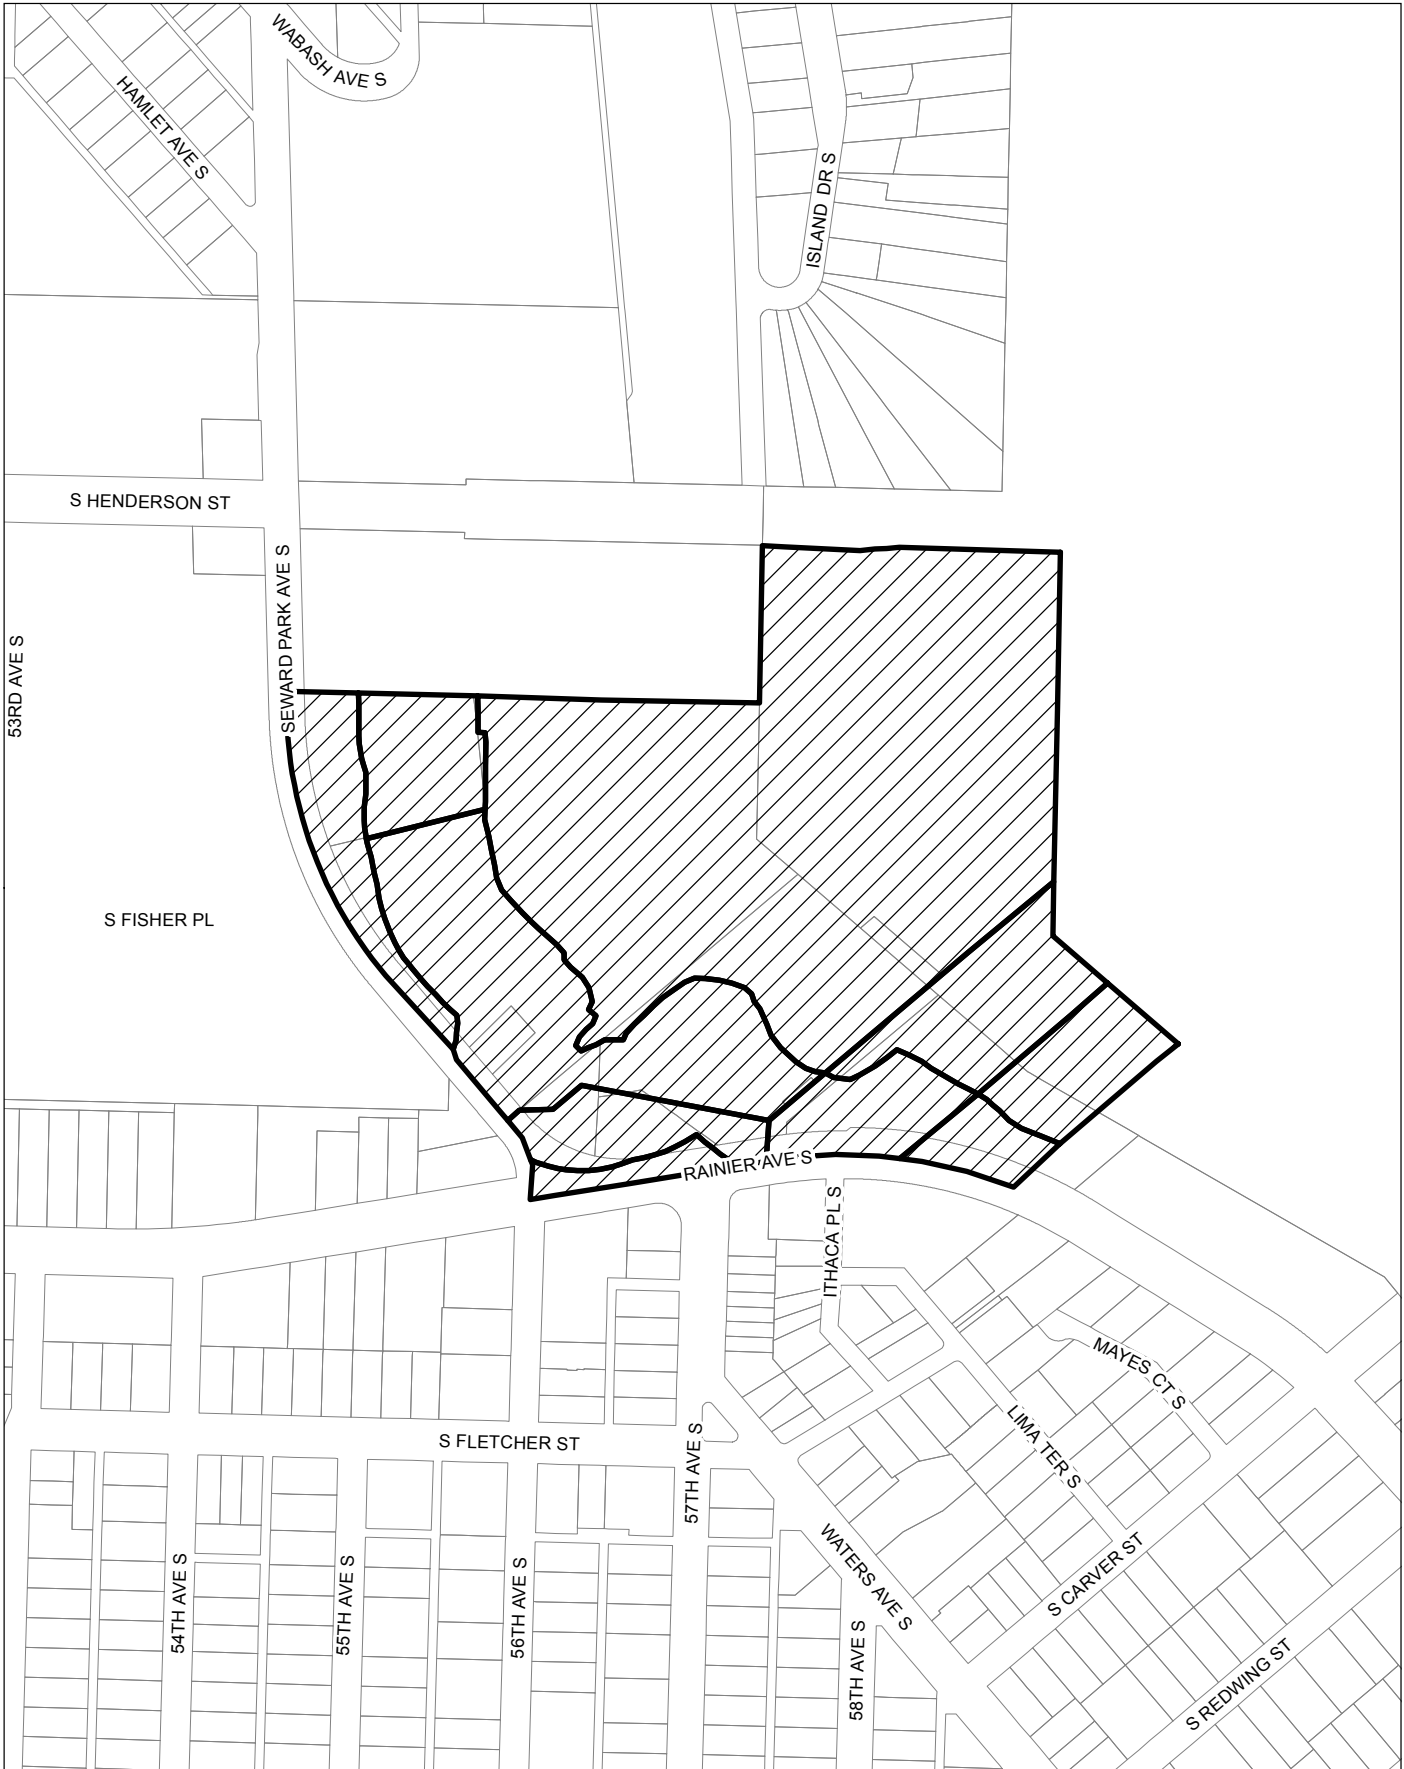 WABASH AVE S
HAMLET AVE S
ISLAND DR S
S HENDERSON ST
SEWARD PARK AVE S
53RD AVE S
S FISHER PL
RAINIER AVE S
ITHACA PL S
MAYES CT S
LIMA TER S
S FLETCHER ST
57TH AVE S
WATERS AVE S
S CARVER ST
54TH AVE S
55TH AVE S
56TH AVE S
58TH AVE S
S REDWING ST